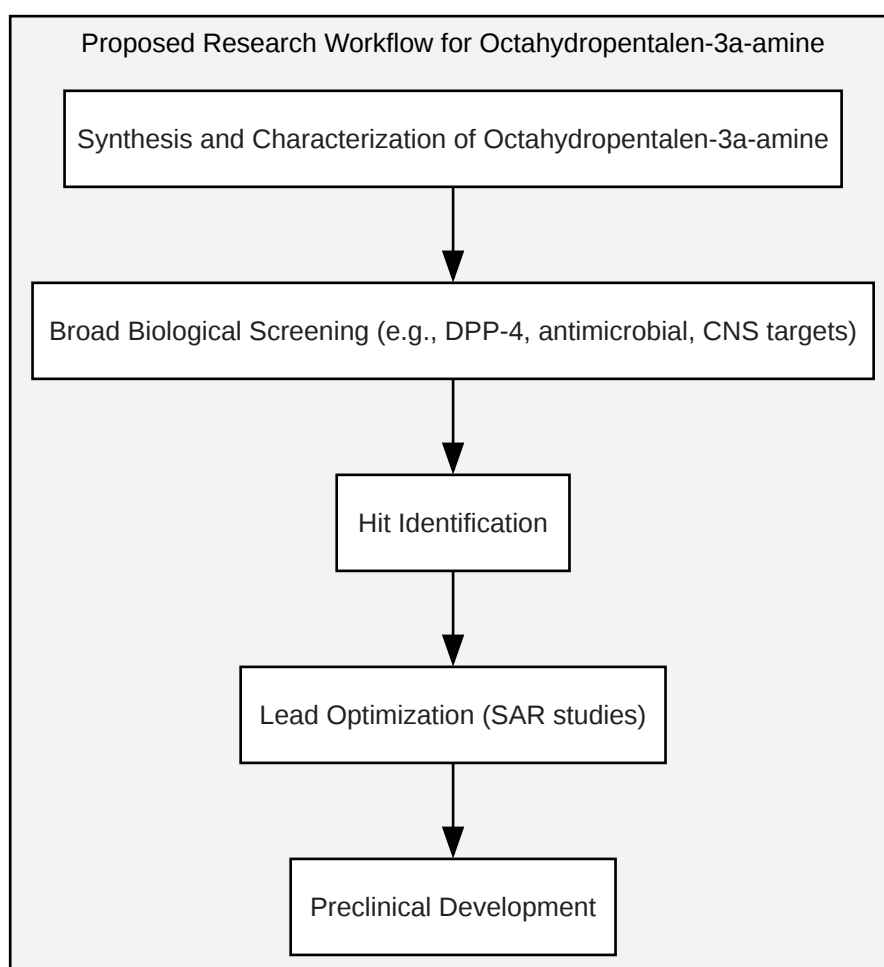 Proposed Research Workflow for Octahydropentalen-3a-amine
Synthesis and Characterization of Octahydropentalen-3a-amine
Broad Biological Screening (e.g., DPP-4, antimicrobial, CNS targets)
Hit Identification
Lead Optimization (SAR studies)
Preclinical Development